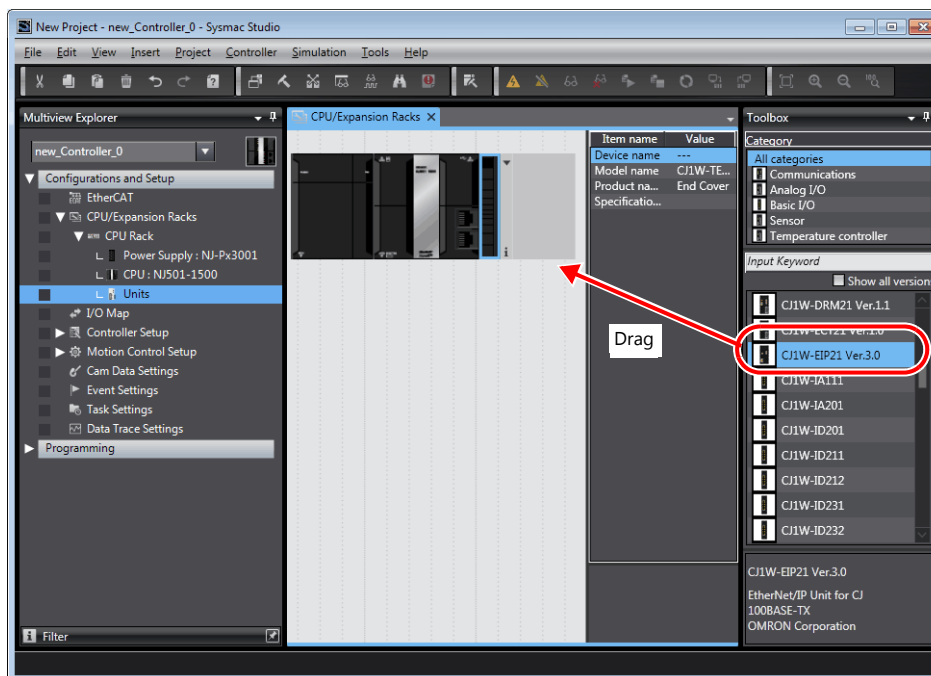 New Project - new_Controller_0 - Sysmac Studio
File Edit View Insert Project Controller Simulation Tools Help
Multiview Explorer
new_Controller_0
Configurations and Setup
EtherCAT
CPU/Expansion Racks
CPU Rack
Power Supply : NJ-Px3001
CPU : NJ501-1500
Units
I/O Map
Controller Setup
Motion Control Setup
Cam Data Settings
Event Settings
Task Settings
Data Trace Settings
Programming
Filter
CPU/Expansion Racks
Item name Value
Device name ---
Model name CJ1W-TE...
Product na... End Cover
Specificatio...
Drag
Toolbox
Category
All categories
Communications
Analog I/O
Basic I/O
Sensor
Temperature controller
Input Keyword
Show all version
CJ1W-DRM21 Ver.1.1
CJ1W-ECT21 Ver.1.0
CJ1W-EIP21 Ver.3.0
CJ1W-IA111
CJ1W-IA201
CJ1W-ID201
CJ1W-ID211
CJ1W-ID212
CJ1W-ID231
CJ1W-ID232
CJ1W-EIP21 Ver.3.0
EtherNet/IP Unit for CJ
100BASE-TX
OMRON Corporation